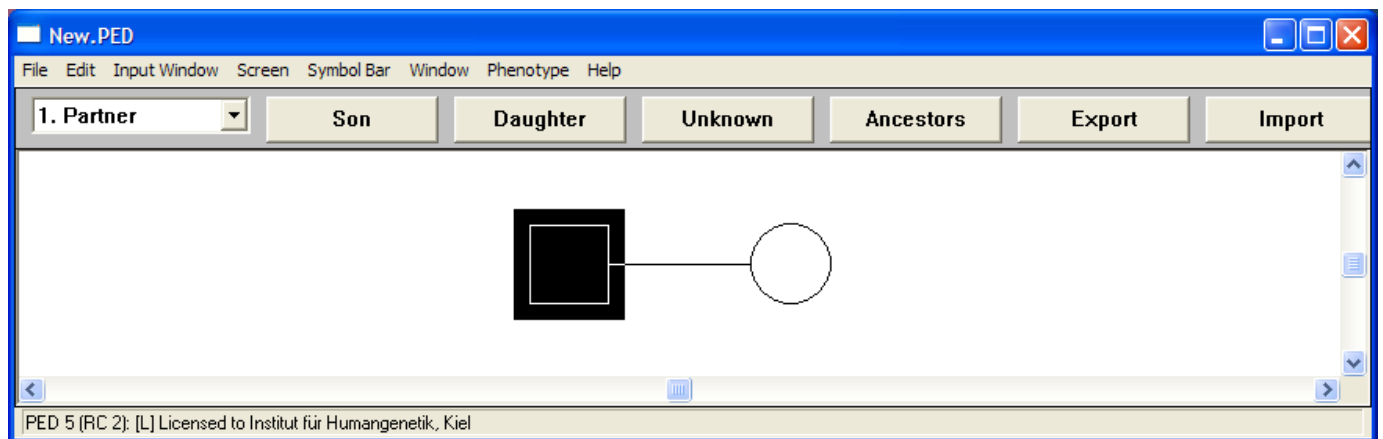 New.PED
File Edit Input Window Screen Symbol Bar Window Phenotype Help
1. Partner Son Daughter Unknown Ancestors Export Import
PED 5 (RC 2): [L] Licensed to Institut für Humangenetik, Kiel